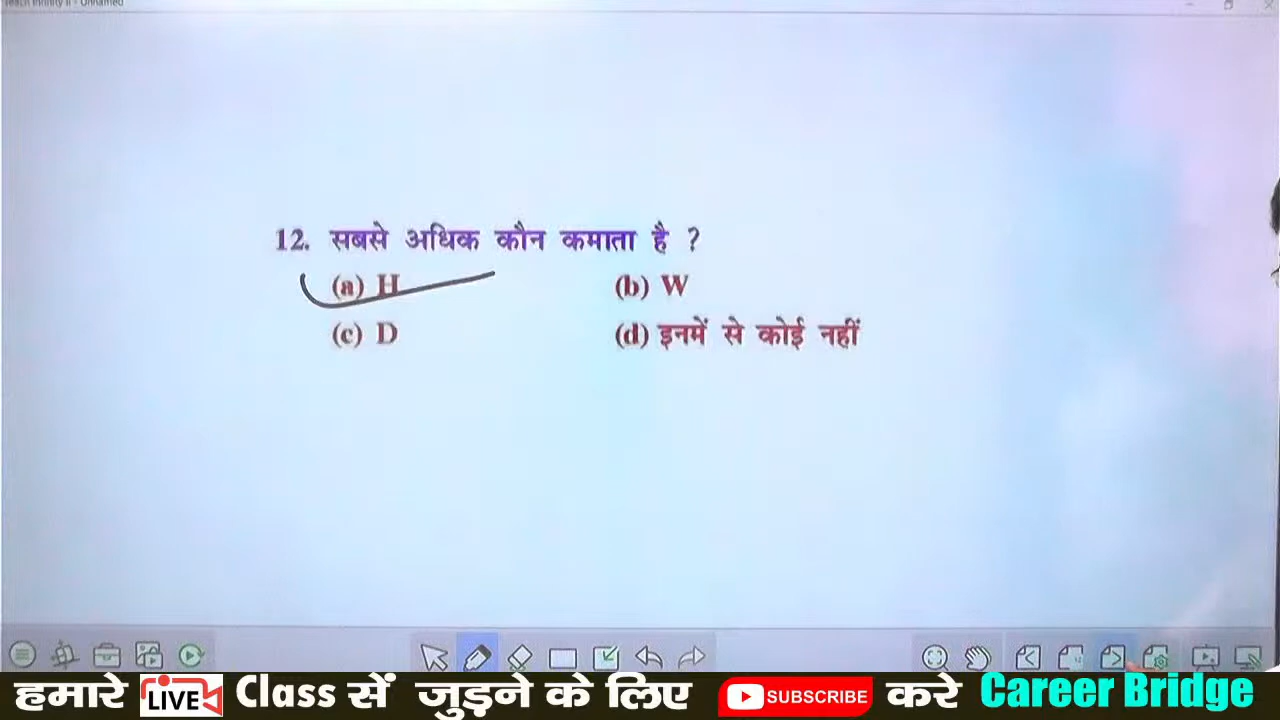 12. सबसे अधिक कौन कमाता है ?
(a) H (b) W
(c) D (d) इनमें से कोई नहीं
हमारे LIVE Class सें जुड़ने के लिए SUBSCRIBE करे Career Bridge